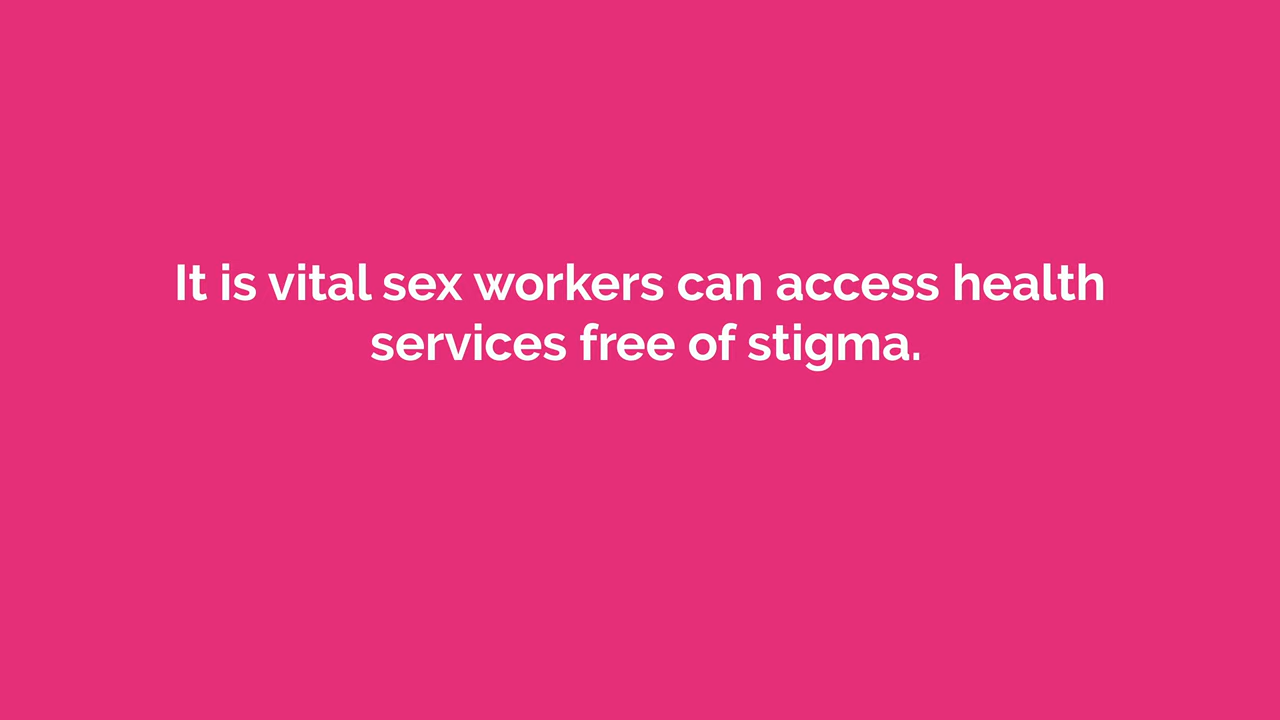 It is vital sex workers can access health
services free of stigma.